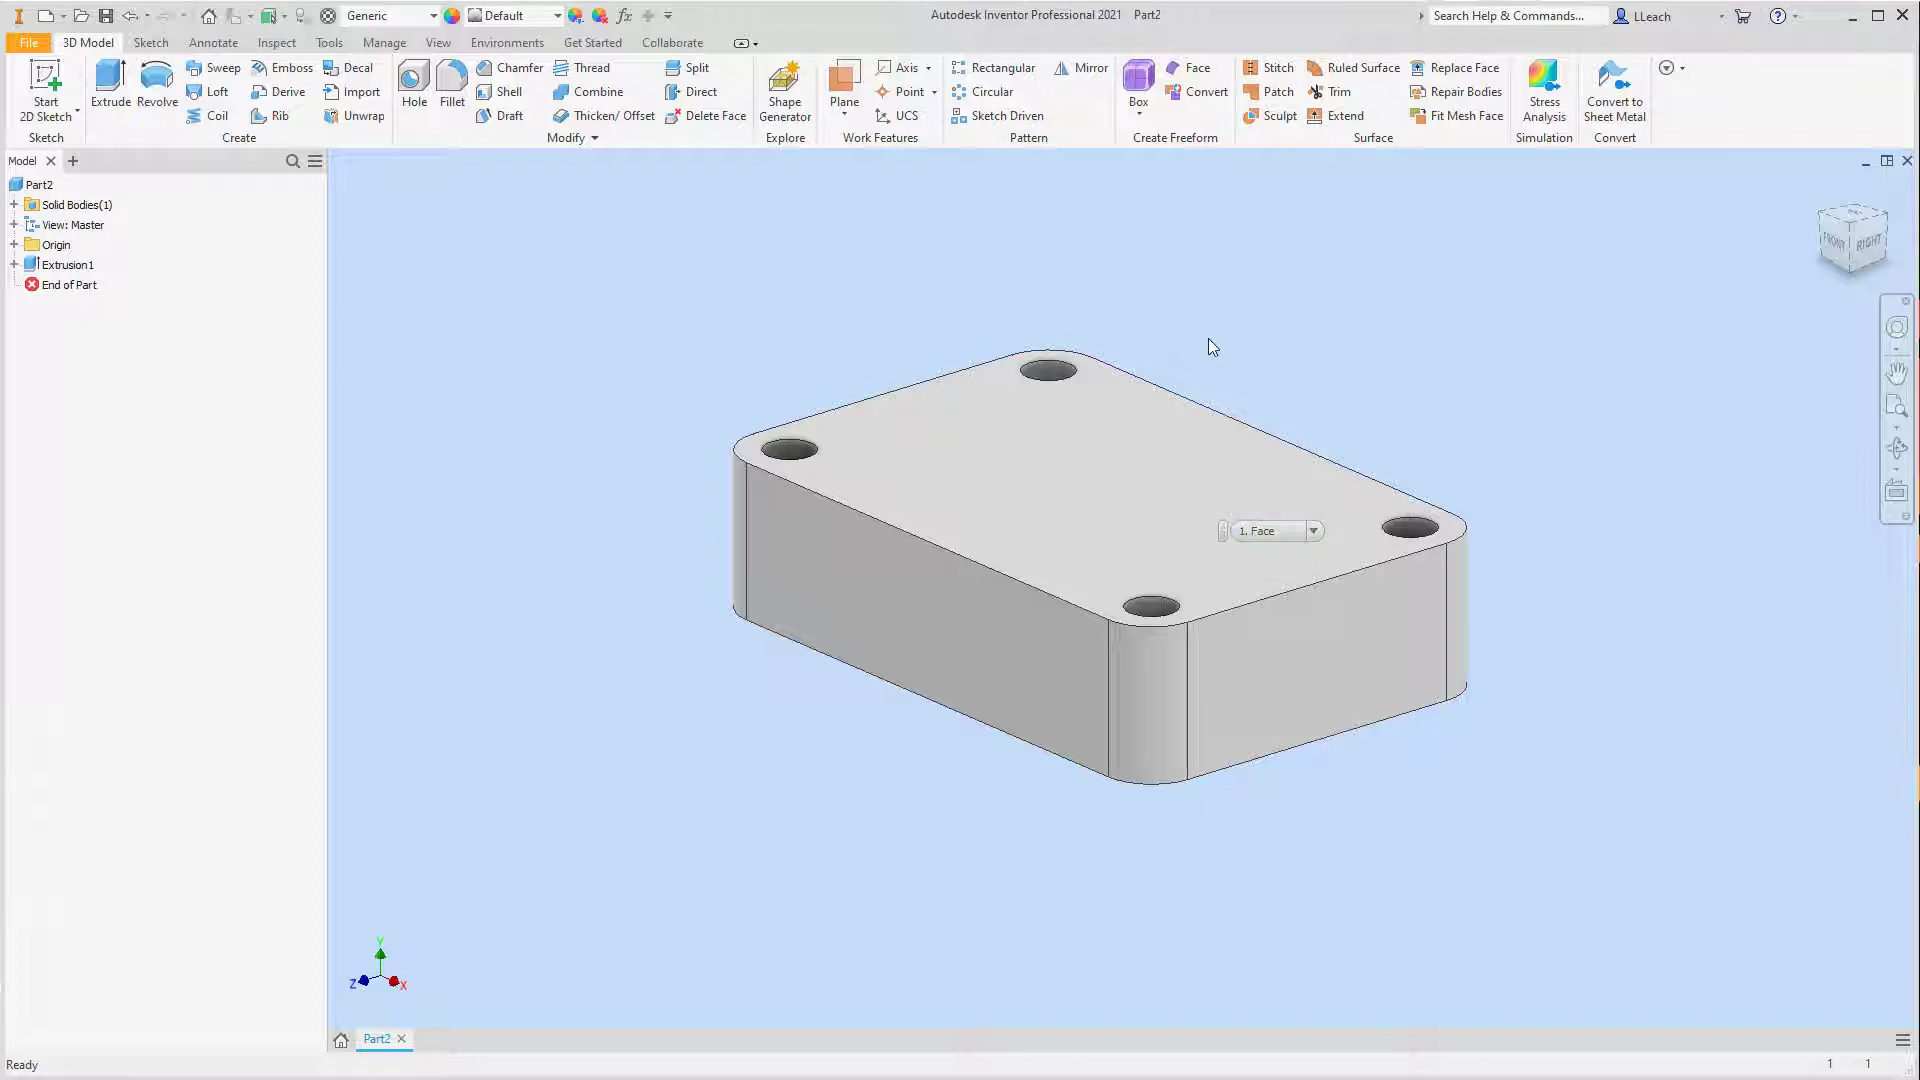 Generic
Default
fx
Autodesk Inventor Professional 2021 Part2
Search Help & Commands...
LLeach
File 3D Model Sketch Annotate Inspect Tools Manage View Environments Get Started Collaborate
Start
2D Sketch
Sketch
Extrude
Revolve
Sweep
Loft
Coil
Emboss
Derive
Rib
Decal
Import
Unwrap
Create
Hole
Fillet
Chamfer
Shell
Draft
Thread
Combine
Thicken/ Offset
Split
Direct
Delete Face
Modify
Shape
Generator
Explore
Plane
Axis
Point
UCS
Work Features
Rectangular
Circular
Sketch Driven
Mirror
Pattern
Box
Face
Convert
Create Freeform
Stitch
Patch
Sculpt
Ruled Surface
Trim
Extend
Replace Face
Repair Bodies
Fit Mesh Face
Surface
Stress
Analysis
Simulation
Convert to
Sheet Metal
Convert
Model
Part2
Solid Bodies(1)
View: Master
Origin
Extrusion1
End of Part
FRONT RIGHT
1. Face
Y
Z
X
Part2
Ready
1 1